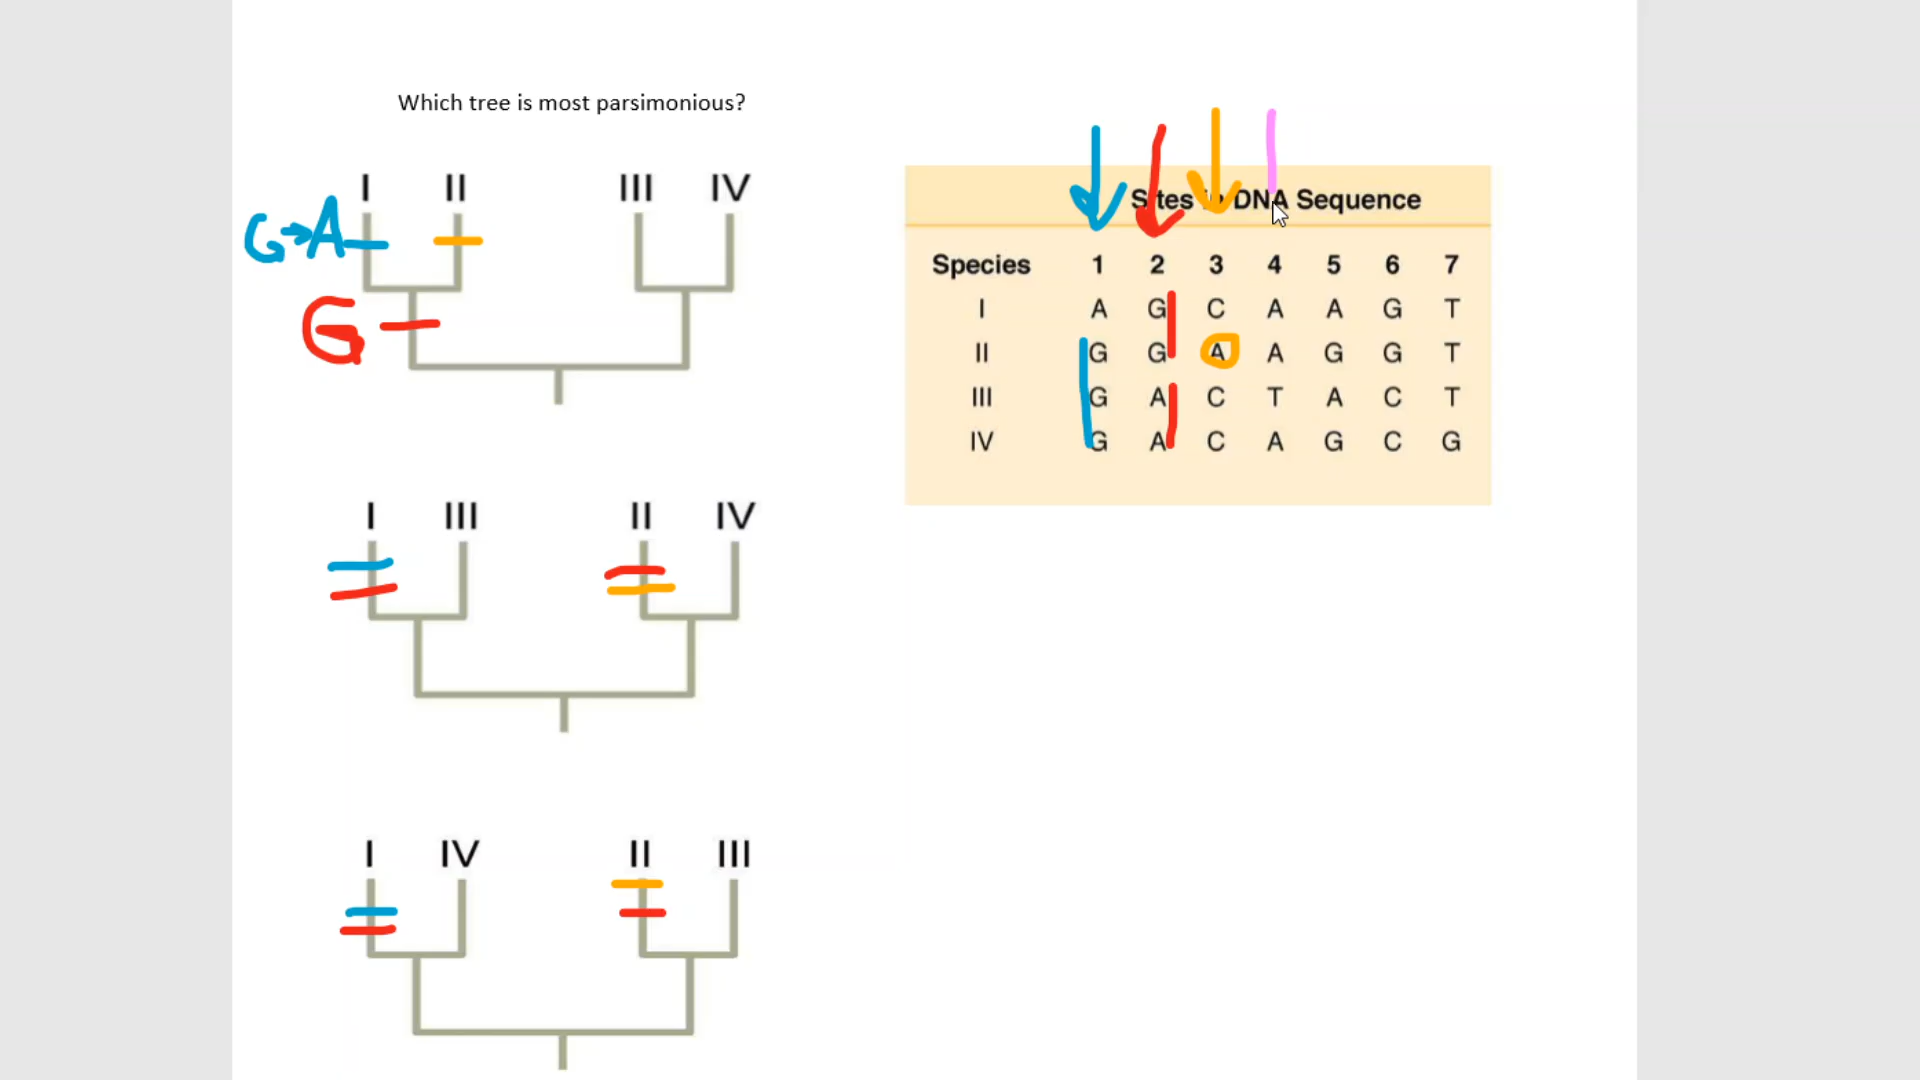 Which tree is most parsimonious?
I II III IV
G→A
G
I III II IV
I IV II III
Sites in DNA Sequence
Species 1 2 3 4 5 6 7
I A G C A A G T
II G G A A G G T
III G A C T A C T
IV G A C A G C G